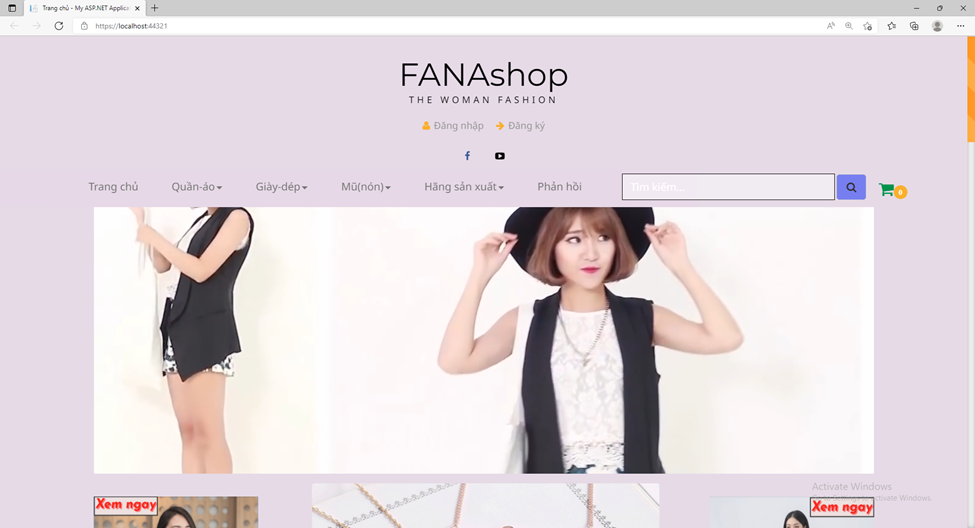 Trang chủ - My ASP.NET Applica
https://localhost:44321
FANAshop
THE WOMAN FASHION
Đăng nhập Đăng ký
Trang chủ Quần-áo Giày-dép Mũ(nón) Hãng sản xuất Phản hồi Tìm kiếm... 0
Activate Windows
Go to Settings to activate Windows.
Xem ngay Xem ngay